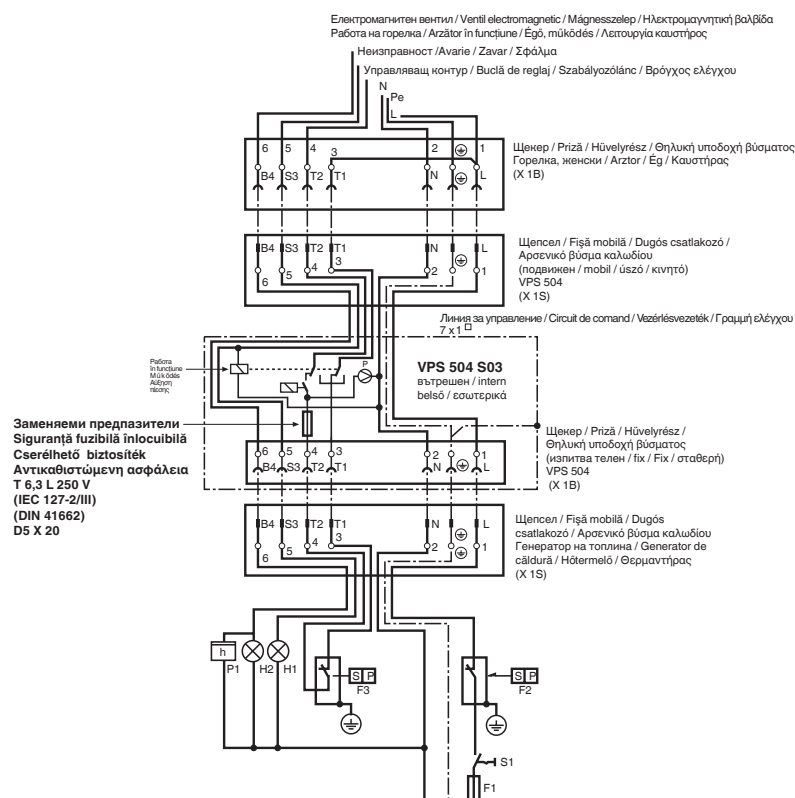 Електромагнитен вентил / Ventil electromagnetic / Mágnesszelep / Ηλεκτρομαγνητική βαλβίδα
Работа на горелка / Arzător în funcţiune / Égő, működés / Λειτουργία καυστήρος
Неизправност /Avarie / Zavar / Σφάλμα
Управляващ контур / Buclă de reglaj / Szabályozólánc / Βρόγχος ελέγχου
N
Pe
L
6 5 4 3 2 1
B4 S3 T2 T1 N L
Щекер / Priză / Hüvelyrész / Θηλυκή υποδοχή βύσματος
Горелка, женски / Arztor / Ég / Καυστήρας
(X 1B)
B4 S3 T2 T1 N L
6 5 4 3 2 1
Щепсел / Fişă mobilă / Dugós csatlakozó /
Αρσενικό βύσμα καλωδίου
(подвижен / mobil / úszó / κινητό)
VPS 504
(X 1S)
Линия за управление / Circuit de comand / Vezérlésvezeték / Γραμμή ελέγχου
7 x 1
Работа
în funcţiune
Működés
Αύξηση
πίεσης
P
VPS 504 S03
вътрешен / intern
belső / εσωτερικά
Заменяеми предпазители
Siguranţă fuzibilă înlocuibilă
Cserélhető biztosíték
Αντικαθιστώμενη ασφάλεια
T 6,3 L 250 V
(IEC 127-2/III)
(DIN 41662)
D5 X 20
6 5 4 3 2 1
B4 S3 T2 T1 N L
Щекер / Priză / Hüvelyrész /
Θηλυκή υποδοχή βύσματος
(изпитва телен / fix / Fix / σταθερή)
VPS 504
(X 1B)
B4 S3 T2 T1 N L
6 5 4 3 2 1
Щепсел / Fişă mobilă / Dugós
csatlakozó / Αρσενικό βύσμα καλωδίου
Генератор на топлина / Generator de
căldură / Hőtermelő / Θερμαντήρας
(X 1S)
h
P1 H2 H1
S P
F3
S P
F2
S1
F1